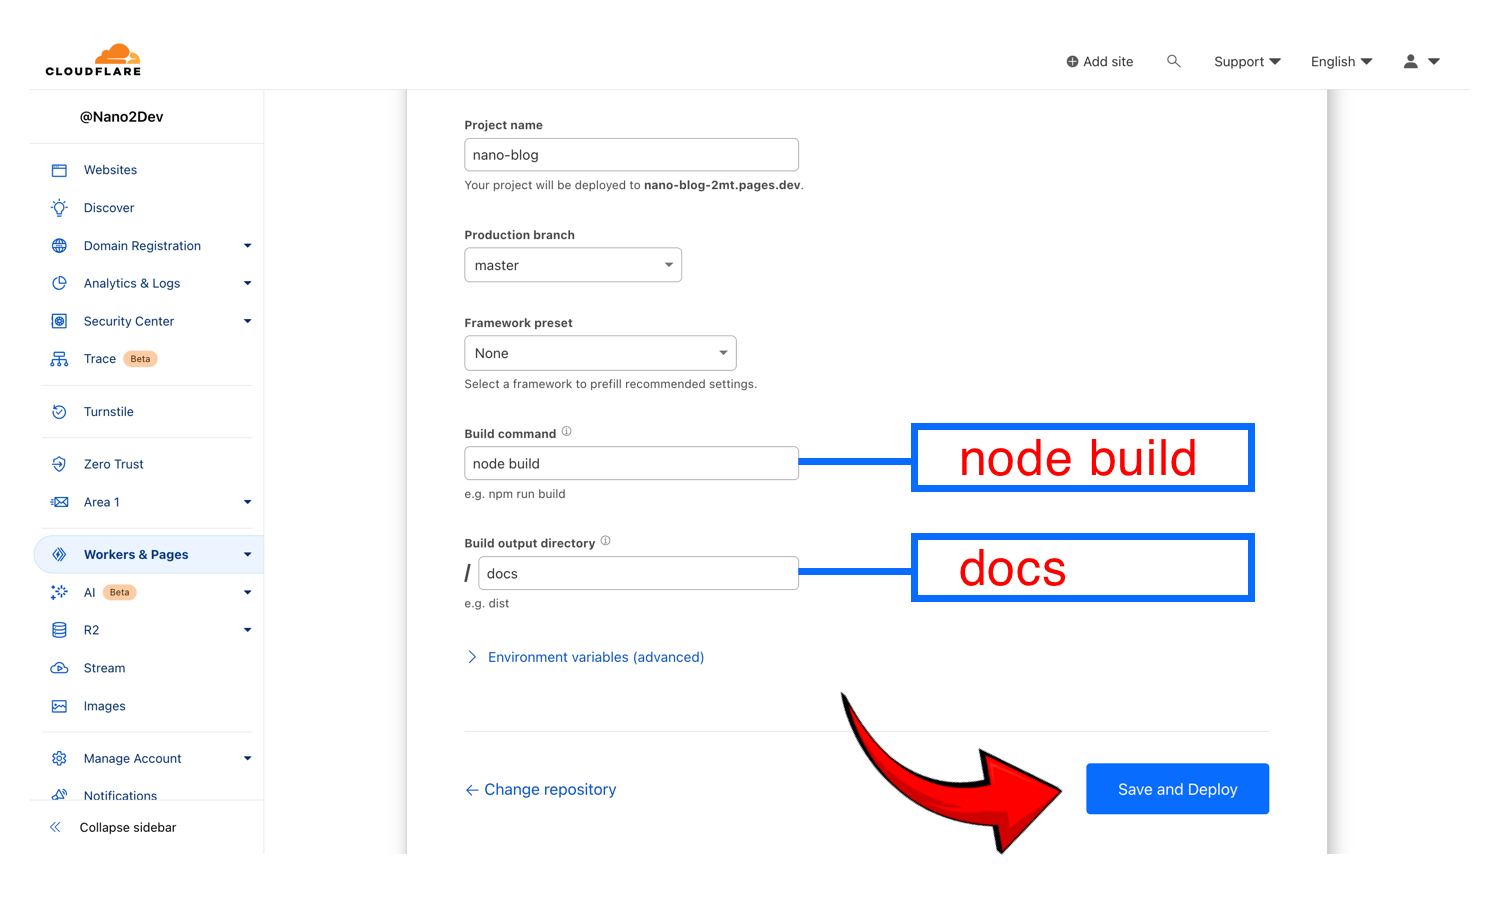 CLOUDFLARE
Add site
Support
English
@Nano2Dev
Websites
Discover
Domain Registration
Analytics & Logs
Security Center
Trace Beta
Turnstile
Zero Trust
Area 1
Workers & Pages
AI Beta
R2
Stream
Images
Manage Account
Notifications
Collapse sidebar
Project name
nano-blog
Your project will be deployed to nano-blog-2mt.pages.dev.
Production branch
master
Framework preset
None
Select a framework to prefill recommended settings.
Build command
node build
node build
e.g. npm run build
Build output directory
/ docs
docs
e.g. dist
Environment variables (advanced)
← Change repository
Save and Deploy